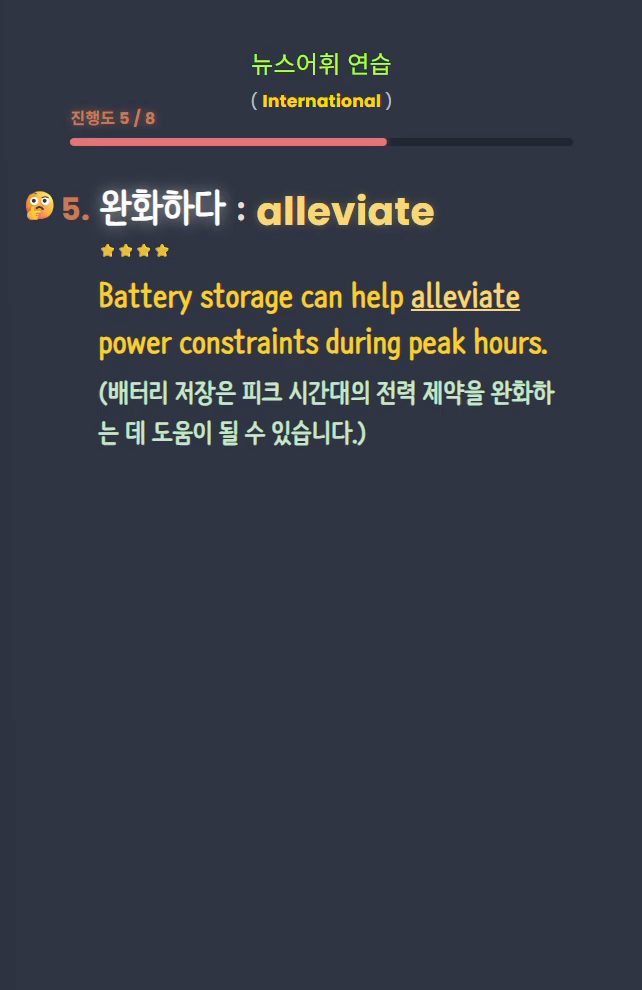 뉴스어휘 연습
( International )
진행도 5 / 8
🤔 5. 완화하다 : alleviate
⭐⭐⭐⭐
Battery storage can help alleviate
power constraints during peak hours.
(배터리 저장은 피크 시간대의 전력 제약을 완화하
는 데 도움이 될 수 있습니다.)